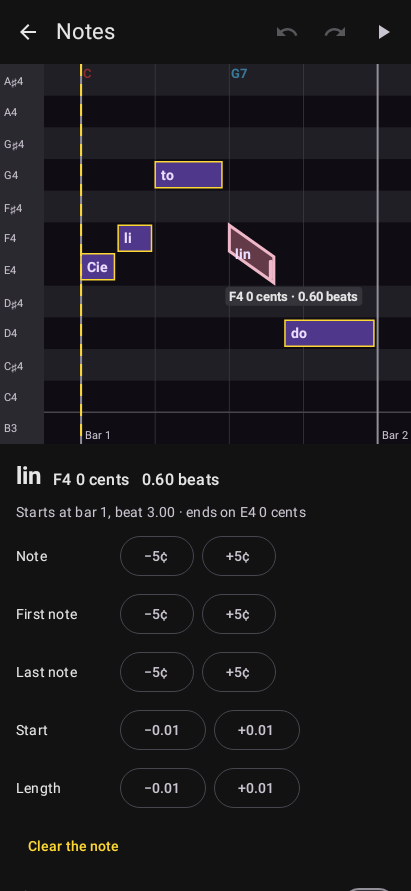 Notes
C G7
A♯4
A4
G♯4
G4 to
F♯4
F4 li lin
E4 Cie
F4 0 cents · 0.60 beats
D♯4
D4 do
C♯4
C4
B3
Bar 1 Bar 2
lin F4 0 cents 0.60 beats
Starts at bar 1, beat 3.00 · ends on E4 0 cents
Note −5¢ +5¢
First note −5¢ +5¢
Last note −5¢ +5¢
Start −0.01 +0.01
Length −0.01 +0.01
Clear the note